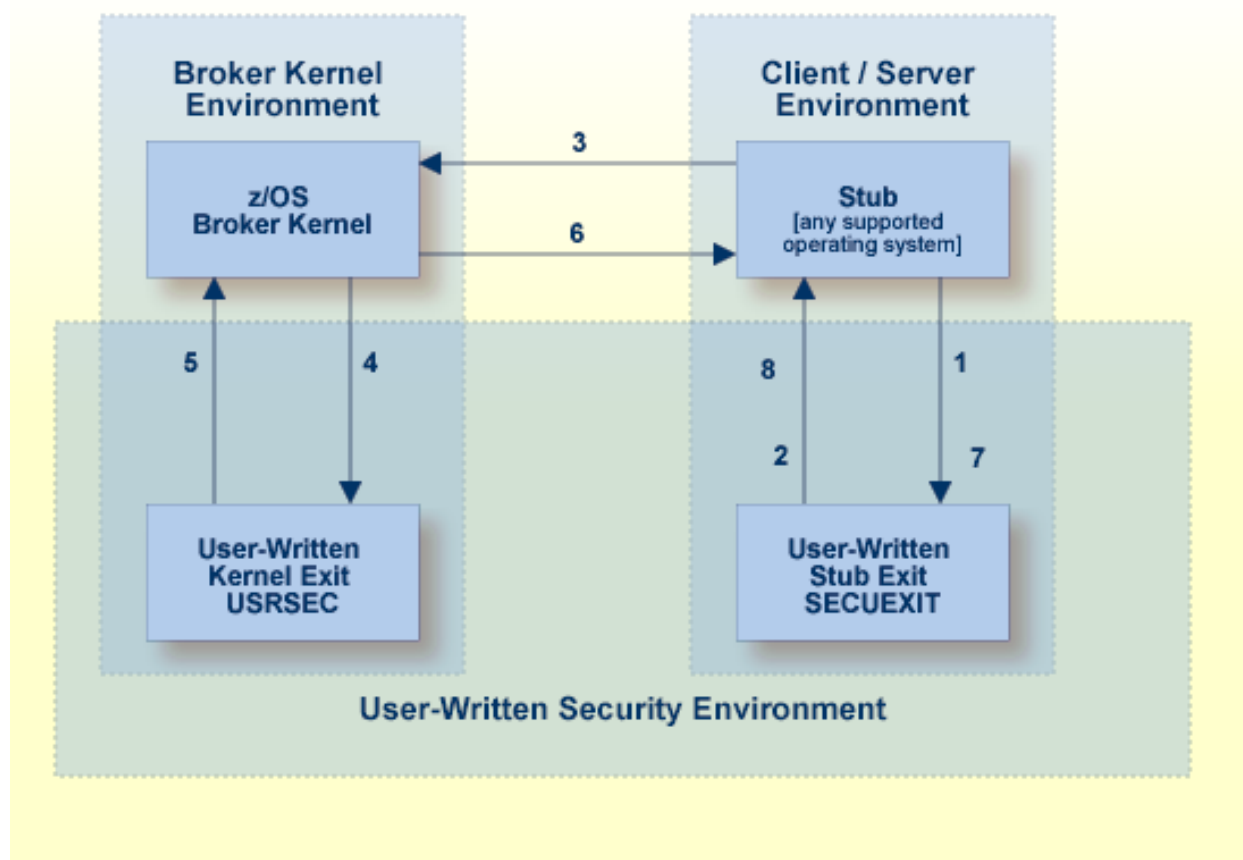 Broker Kernel
Environment
Client / Server
Environment
3
z/OS
Broker Kernel
Stub
[any supported
operating system]
6
5
4
8
1
2
7
User-Written
Kernel Exit
USRSEC
User-Written
Stub Exit
SECUEXIT
User-Written Security Environment